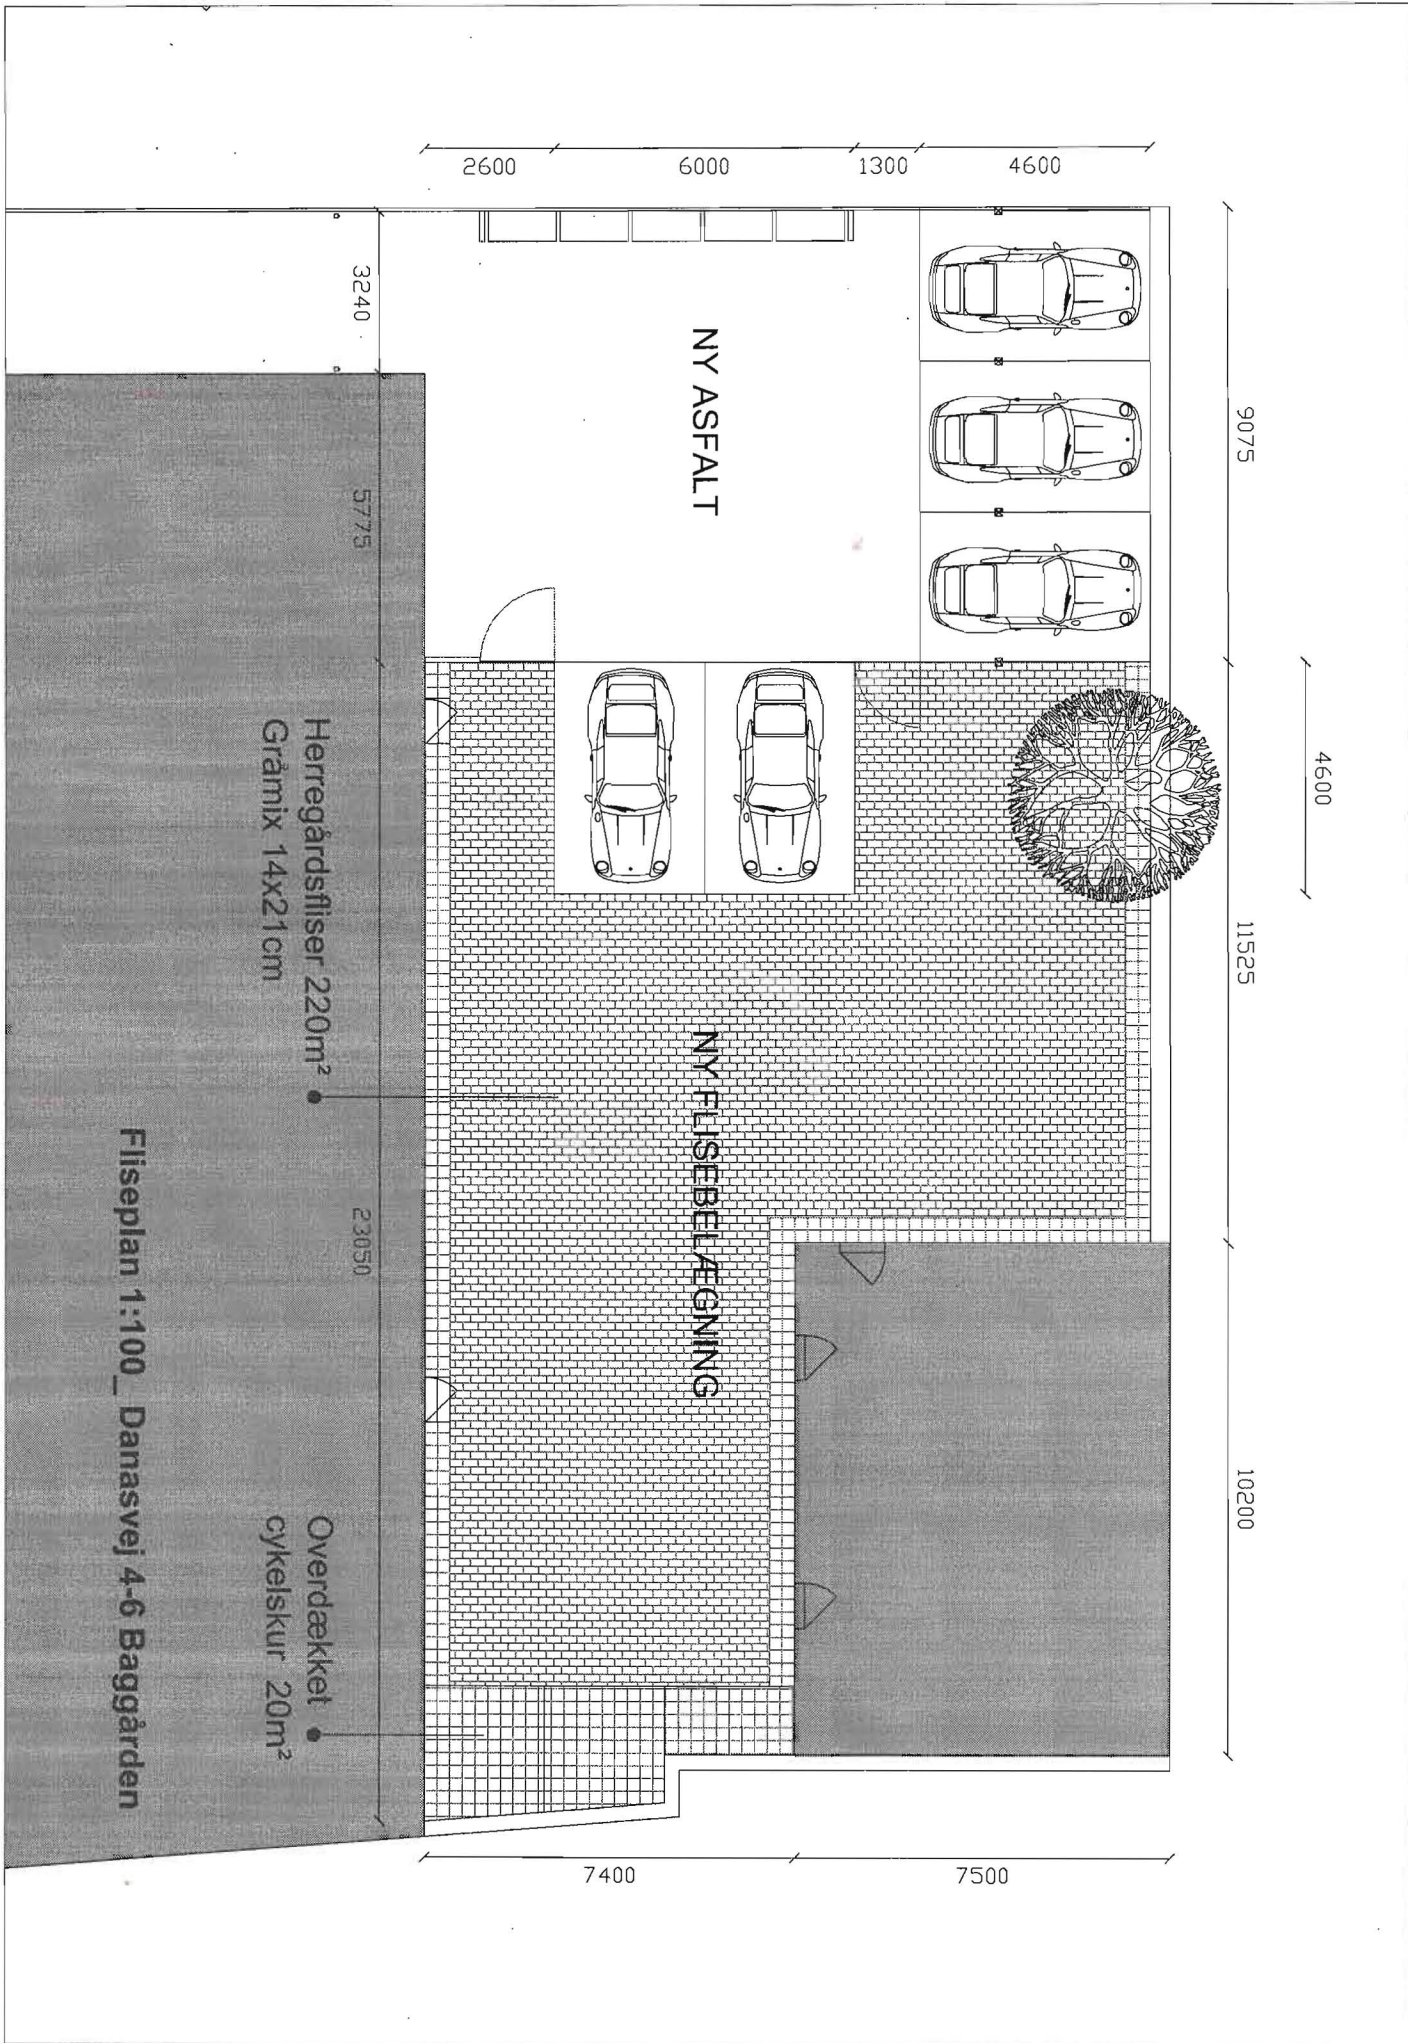 4600
9075
11525
10200
4600
1300
6000
2600
7500
7400
NY ASFALT
NY FLISEBELÆGNING
3240
5775
23050
Herregårdsfliser 220m²
Gråmix 14x21cm
Overdækket
cykelskur 20m²
Fliseplan 1:100_ Danasvej 4-6 Baggården